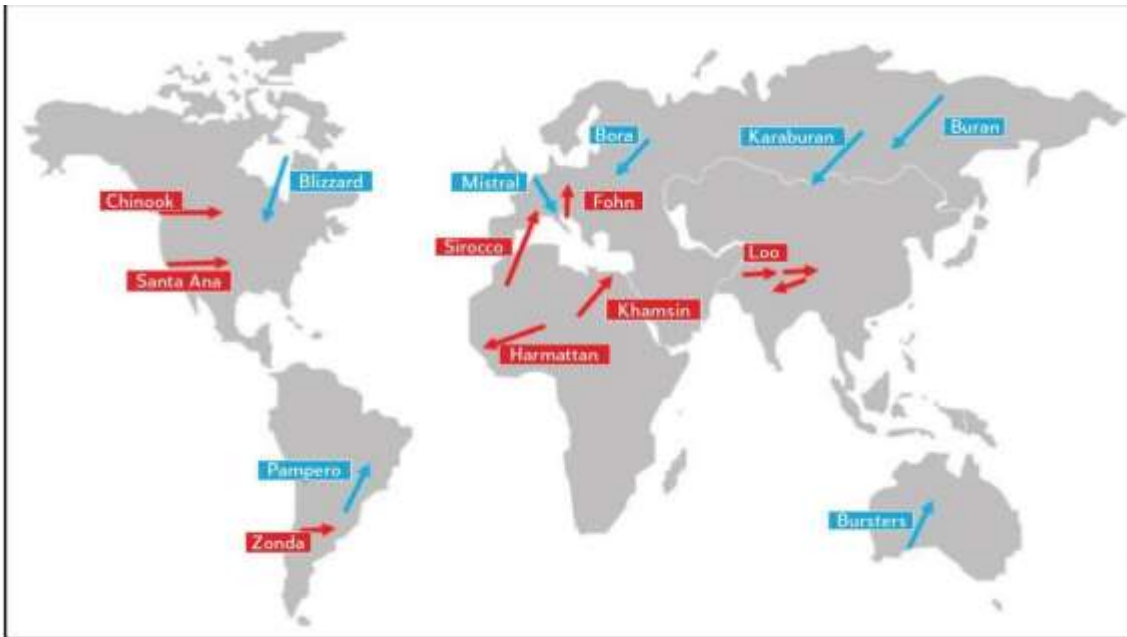 Bora
Karaburan
Buran
Blizzard
Mistral
Chinook
Fohn
Sirocco
Loo
Santa Ana
Khamsin
Harmattan
Pampero
Bursters
Zonda